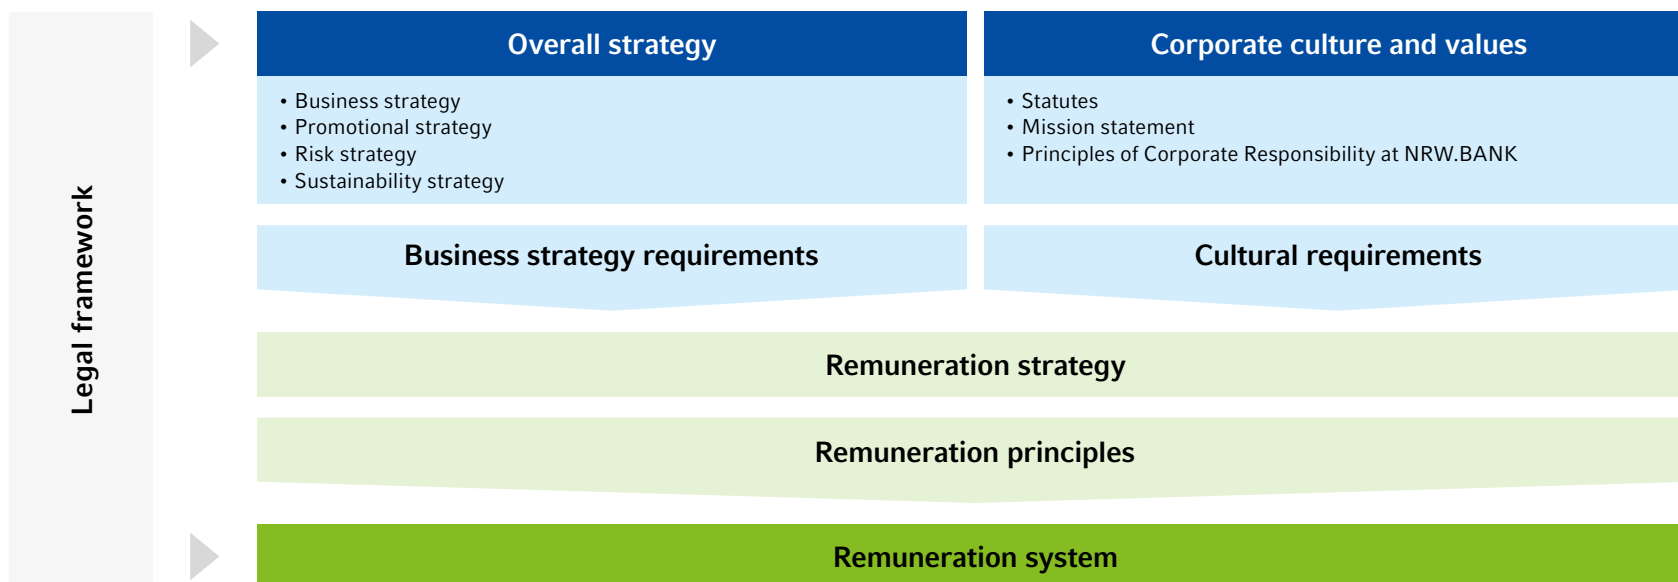 Legal framework
Overall strategy
• Business strategy
• Promotional strategy
• Risk strategy
• Sustainability strategy
Corporate culture and values
• Statutes
• Mission statement
• Principles of Corporate Responsibility at NRW.BANK
Business strategy requirements
Cultural requirements
Remuneration strategy
Remuneration principles
Remuneration system